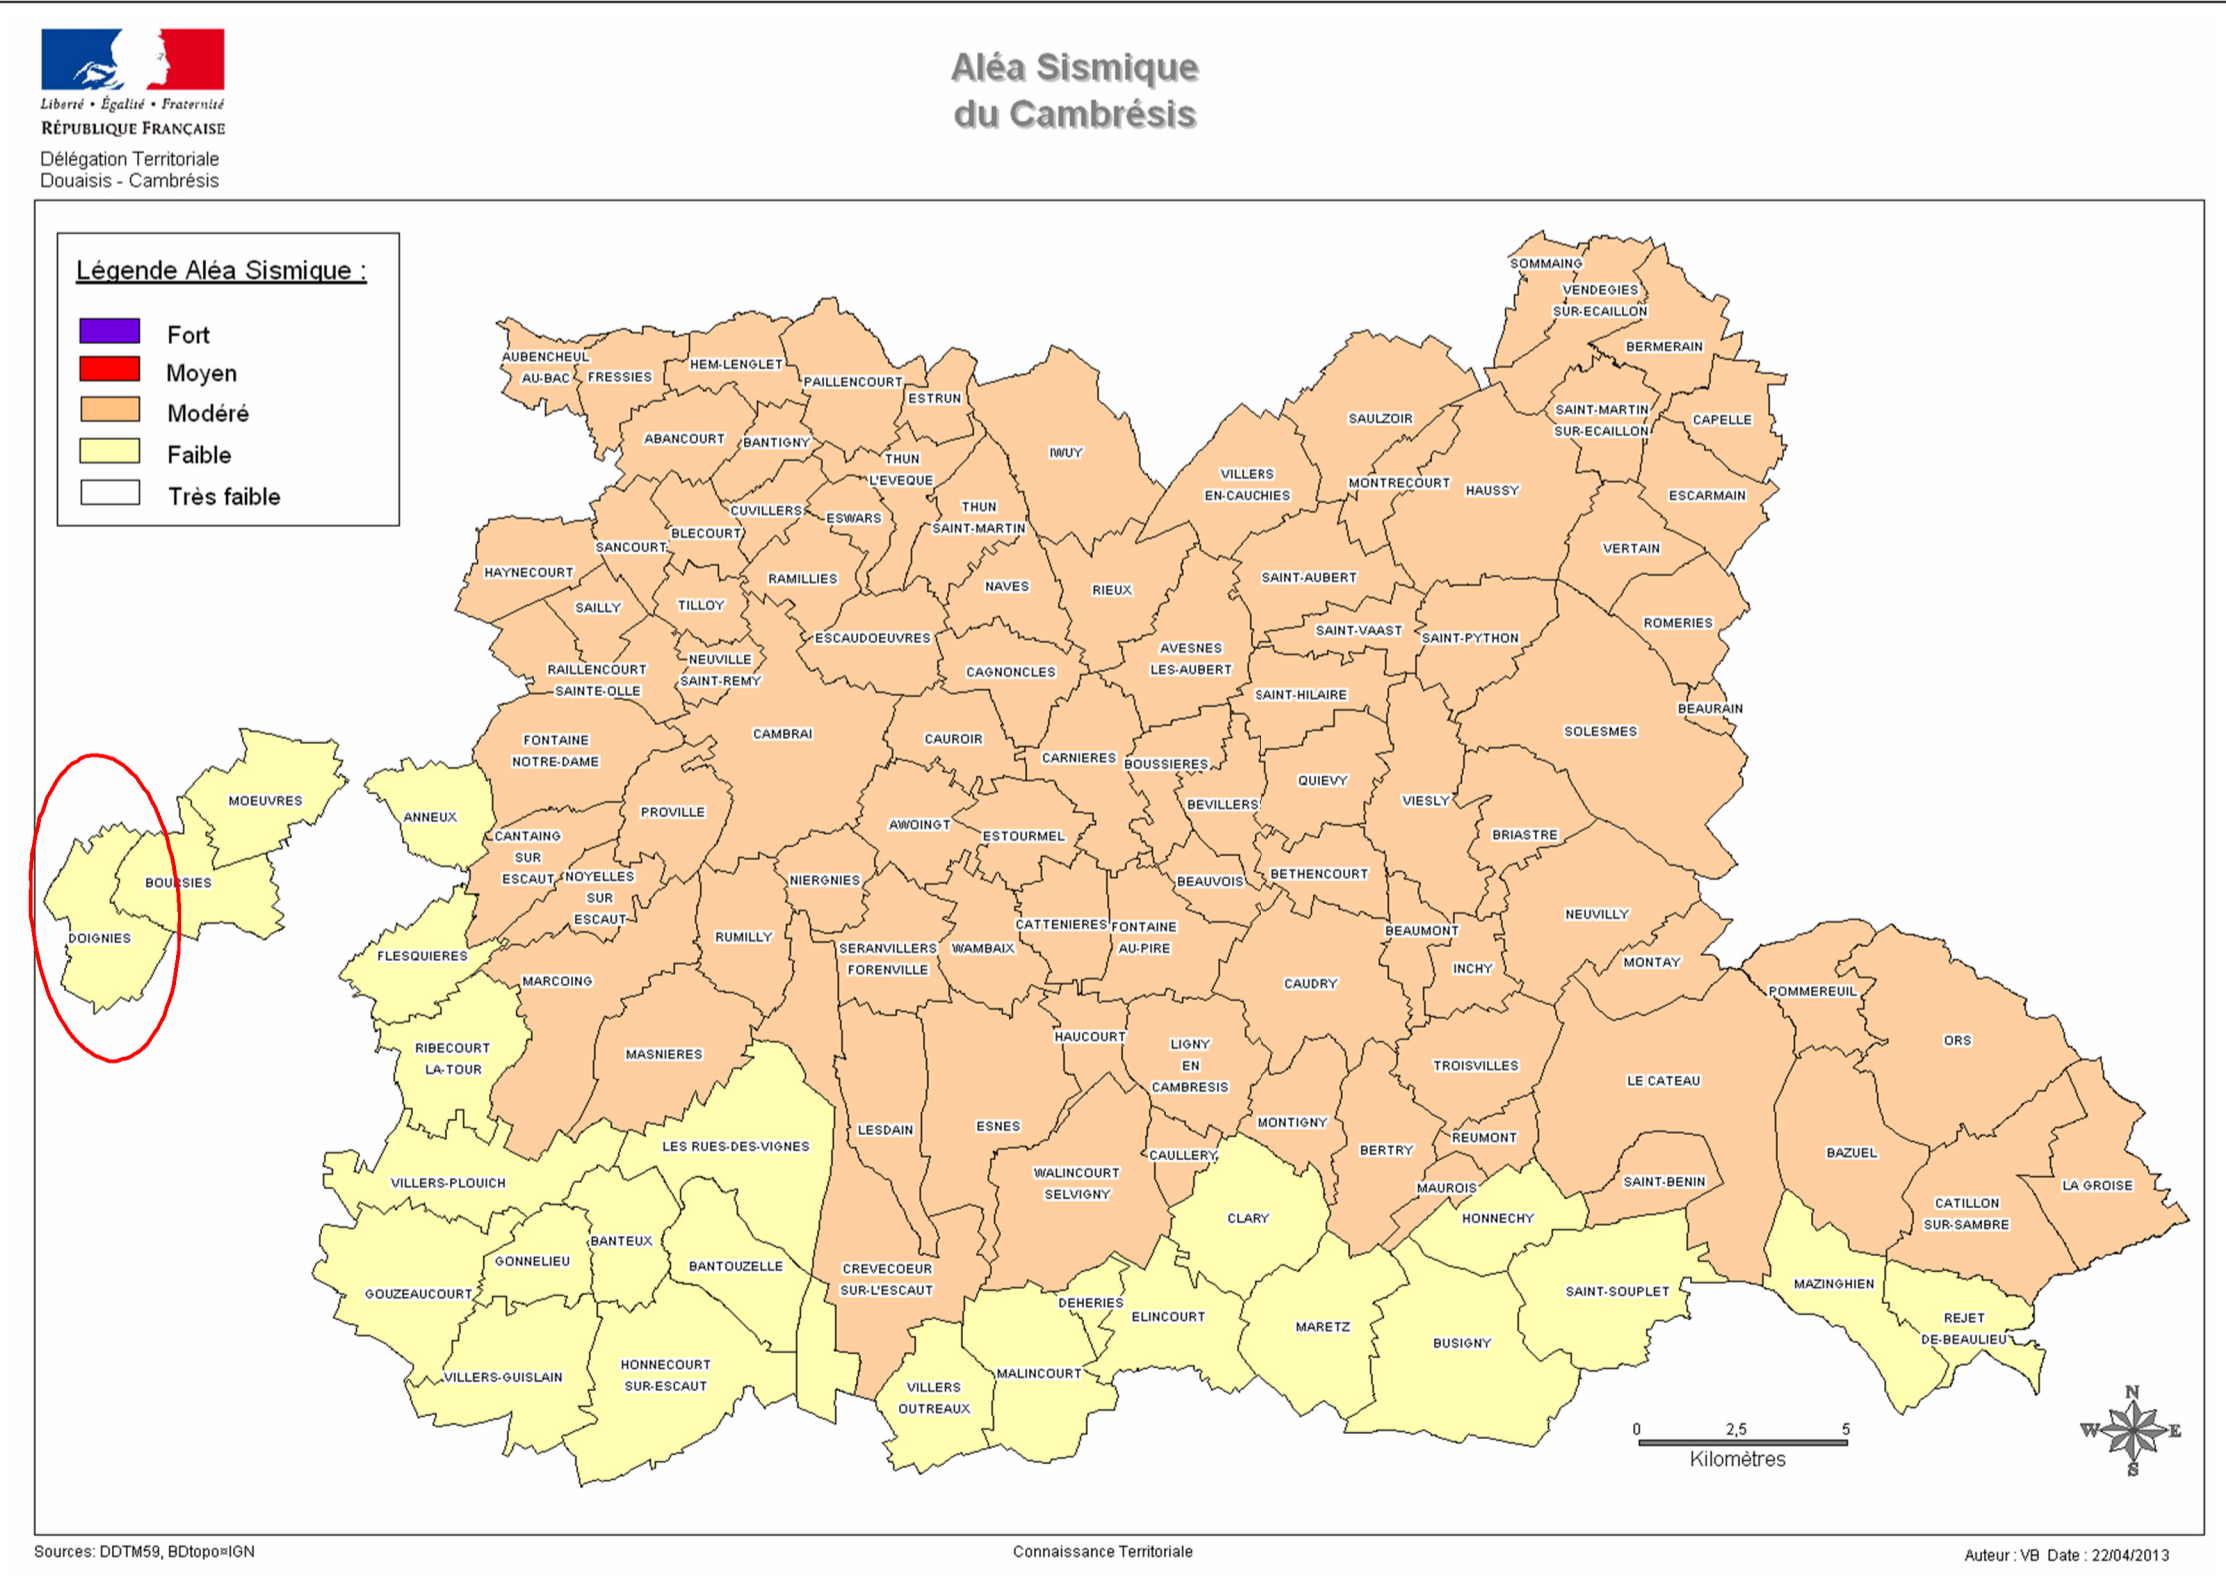 Aléa Sismique
du Cambrésis
Liberté • Égalité • Fraternité
RÉPUBLIQUE FRANÇAISE
Délégation Territoriale
Douaisis - Cambrésis
Légende Aléa Sismique :
Fort
Moyen
Modéré
Faible
Très faible
SOMMAING
VENDEGIES
SUR-ECAILLON
BERMERAIN
AUBENCHEUL
AU-BAC
FRESSIES
HEM-LENGLET
PAILLENCOURT
ESTRUN
ABANCOURT
BANTIGNY
THUN
L'EVEQUE
IWUY
SAULZOIR
SAINT-MARTIN
SUR-ECAILLON
CAPELLE
VILLERS
EN-CAUCHIES
MONTRECOURT
HAUSSY
ESCARMAIN
CUVILLERS
ESWARS
THUN
SAINT-MARTIN
BLECOURT
SANCOURT
VERTAIN
HAYNECOURT
RAMILLIES
NAVES
RIEUX
SAINT-AUBERT
SAILLY
TILLOY
ESCAUDOEUVRES
SAINT-VAAST
SAINT-PYTHON
ROMERIES
RAILLENCOURT
SAINTE-OLLE
NEUVILLE
SAINT-REMY
CAGNONCLES
AVESNES
LES-AUBERT
SAINT-HILAIRE
BEAURAIN
FONTAINE
NOTRE-DAME
CAMBRAI
CAUROIR
CARNIERES
BOUSSIERES
SOLESMES
MOEUVRES
ANNEUX
PROVILLE
QUIEVY
VIESLY
BEVILLERS
CANTAING
SUR
ESCAUT
AWOINGT
ESTOURMEL
BRIASTRE
BOURSIES
NOYELLES
SUR
ESCAUT
NIERGNIES
BEAUVOIS
BETHENCOURT
DOIGNIES
FLESQUIERES
RUMILLY
SERANVILLERS
FORENVILLE
WAMBAIX
CATTENIERES
FONTAINE
AU-PIRE
BEAUMONT
NEUVILLY
MARCOING
CAUDRY
INCHY
MONTAY
POMMEREUIL
RIBECOURT
LA-TOUR
MASNIERES
HAUCOURT
LIGNY
EN
CAMBRESIS
TROISVILLES
LE CATEAU
ORS
LES RUES-DES-VIGNES
LESDAIN
ESNES
MONTIGNY
BERTRY
REUMONT
BAZUEL
VILLERS-PLOUICH
WALINCOURT
SELVIGNY
CAULLERY
MAUROIS
SAINT-BENIN
LA GROISE
CATILLON
SUR-SAMBRE
CLARY
HONNECHY
BANTEUX
GONNELIEU
BANTOUZELLE
CREVECOEUR
SUR-L'ESCAUT
GOUZEAUCOURT
DEHERIES
ELINCOURT
SAINT-SOUPLET
MAZINGHIEN
REJET
DE-BEAULIEU
MARETZ
BUSIGNY
VILLERS-GUISLAIN
HONNECOURT
SUR-ESCAUT
VILLERS
OUTREAUX
MALINCOURT
0 2,5 5
Kilomètres
N
W E
S
Sources: DDTM59, BDtopo¤IGN
Connaissance Territoriale
Auteur : VB Date : 22/04/2013